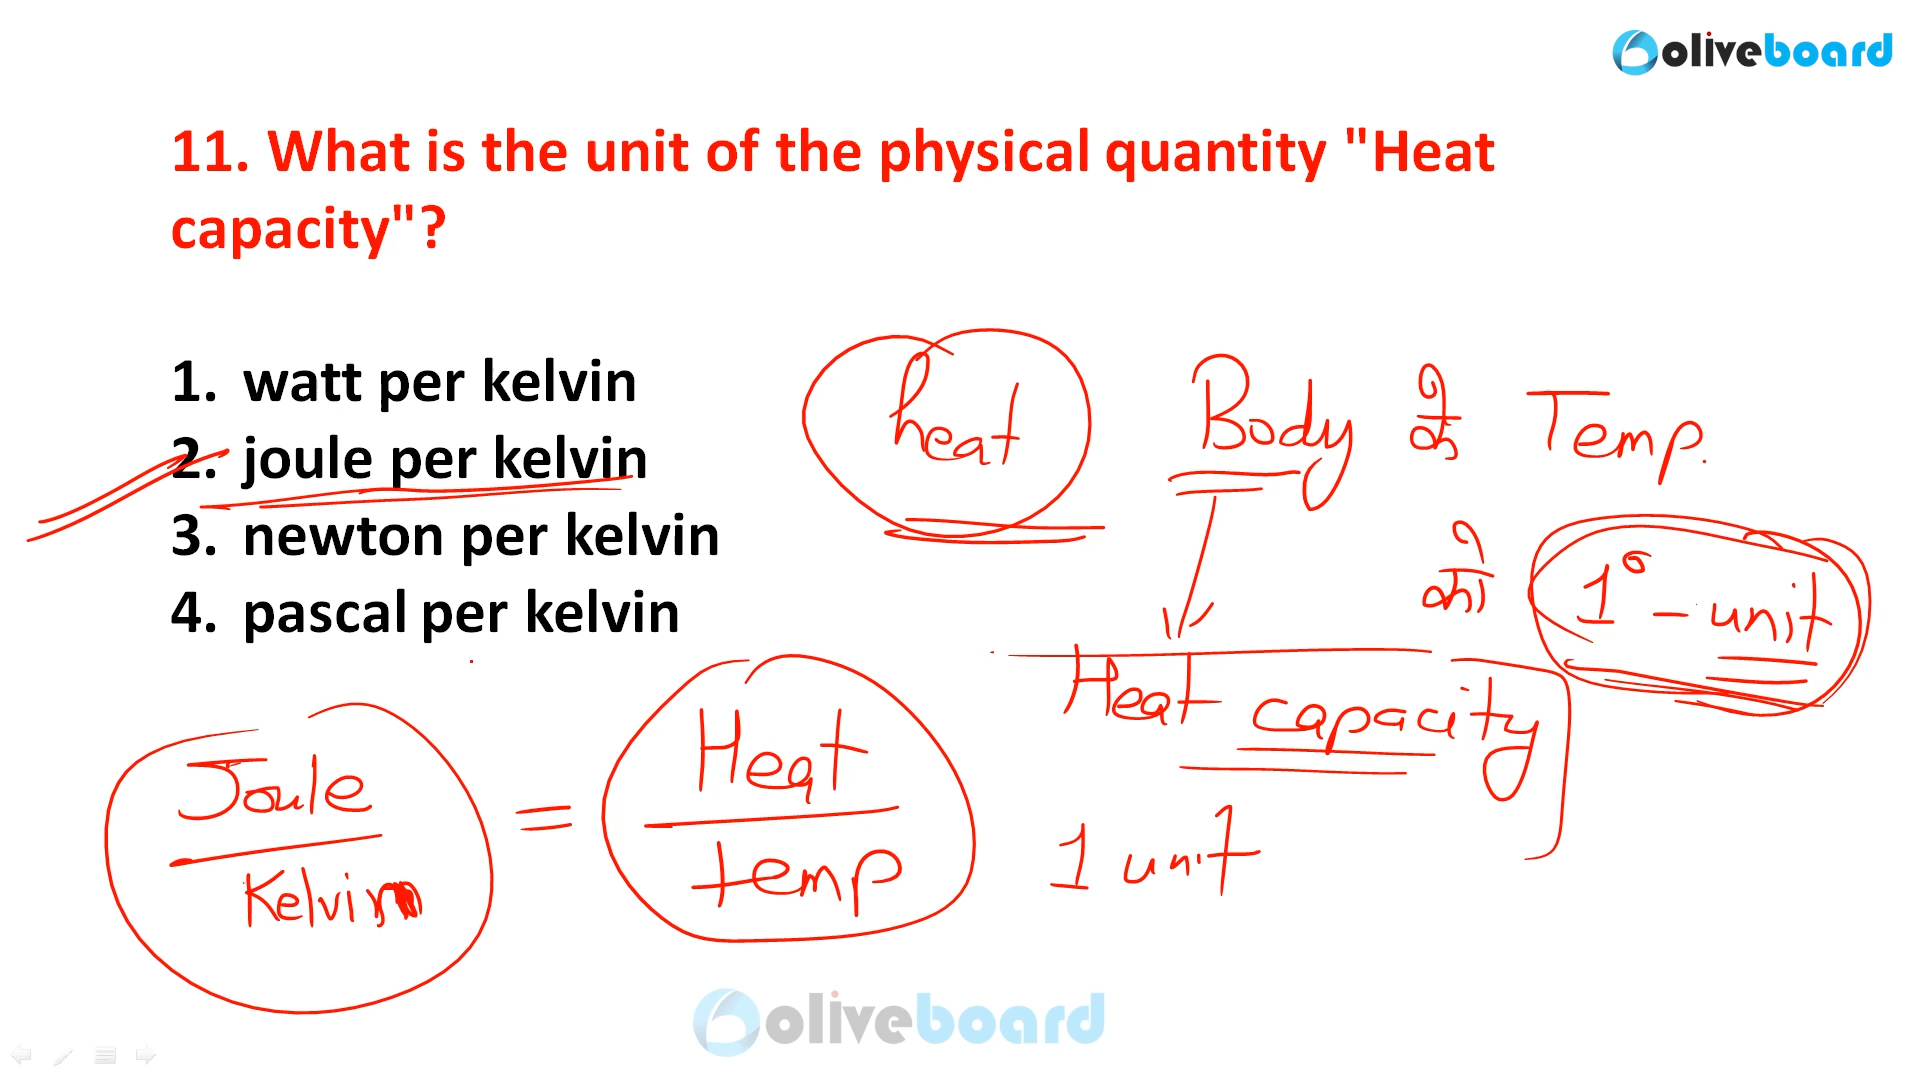 oliveboard
11. What is the unit of the physical quantity "Heat
capacity"?
1. watt per kelvin
2. joule per kelvin
3. newton per kelvin
4. pascal per kelvin
heat Body के Temp.
को 1° - unit
Heat capacity
1 unit
Joule
Kelvin
=
Heat
temp
oliveboard